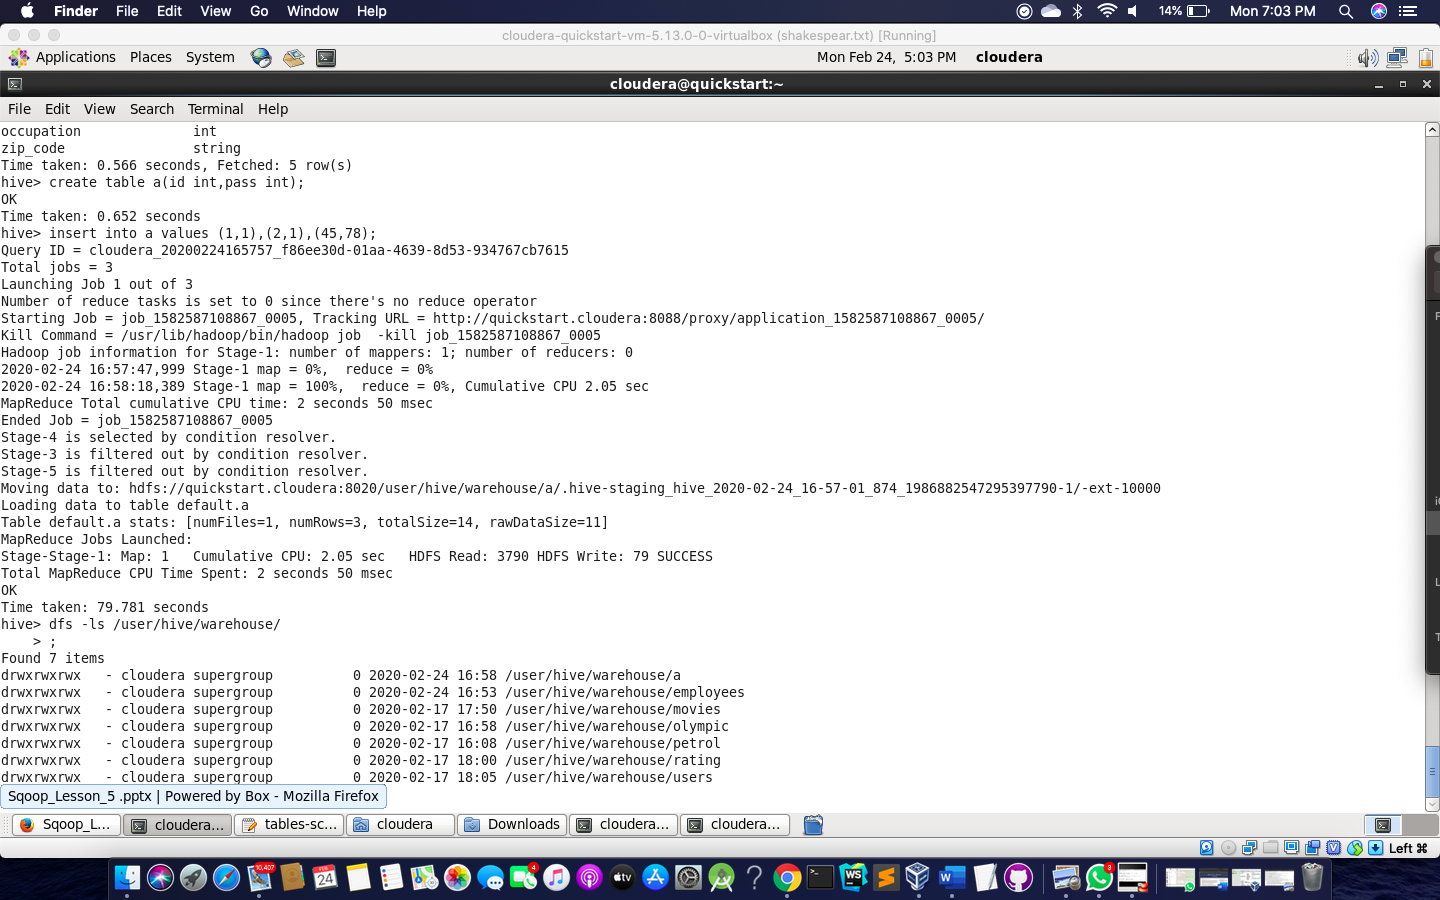 Finder File Edit View Go Window Help 14% Mon 7:03 PM
cloudera-quickstart-vm-5.13.0-0-virtualbox (shakespear.txt) [Running]
Applications Places System Mon Feb 24, 5:03 PM cloudera
cloudera@quickstart:~
File Edit View Search Terminal Help
occupation              int
zip_code                string
Time taken: 0.566 seconds, Fetched: 5 row(s)
hive> create table a(id int,pass int);
OK
Time taken: 0.652 seconds
hive> insert into a values (1,1),(2,1),(45,78);
Query ID = cloudera_20200224165757_f86ee30d-01aa-4639-8d53-934767cb7615
Total jobs = 3
Launching Job 1 out of 3
Number of reduce tasks is set to 0 since there's no reduce operator
Starting Job = job_1582587108867_0005, Tracking URL = http://quickstart.cloudera:8088/proxy/application_1582587108867_0005/
Kill Command = /usr/lib/hadoop/bin/hadoop job  -kill job_1582587108867_0005
Hadoop job information for Stage-1: number of mappers: 1; number of reducers: 0
2020-02-24 16:57:47,999 Stage-1 map = 0%,  reduce = 0%
2020-02-24 16:58:18,389 Stage-1 map = 100%,  reduce = 0%, Cumulative CPU 2.05 sec
MapReduce Total cumulative CPU time: 2 seconds 50 msec
Ended Job = job_1582587108867_0005
Stage-4 is selected by condition resolver.
Stage-3 is filtered out by condition resolver.
Stage-5 is filtered out by condition resolver.
Moving data to: hdfs://quickstart.cloudera:8020/user/hive/warehouse/a/.hive-staging_hive_2020-02-24_16-57-01_874_1986882547295397790-1/-ext-10000
Loading data to table default.a
Table default.a stats: [numFiles=1, numRows=3, totalSize=14, rawDataSize=11]
MapReduce Jobs Launched:
Stage-Stage-1: Map: 1   Cumulative CPU: 2.05 sec   HDFS Read: 3790 HDFS Write: 79 SUCCESS
Total MapReduce CPU Time Spent: 2 seconds 50 msec
OK
Time taken: 79.781 seconds
hive> dfs -ls /user/hive/warehouse/
    > ;
Found 7 items
drwxrwxrwx   - cloudera supergroup          0 2020-02-24 16:58 /user/hive/warehouse/a
drwxrwxrwx   - cloudera supergroup          0 2020-02-24 16:53 /user/hive/warehouse/employees
drwxrwxrwx   - cloudera supergroup          0 2020-02-17 17:50 /user/hive/warehouse/movies
drwxrwxrwx   - cloudera supergroup          0 2020-02-17 16:58 /user/hive/warehouse/olympic
drwxrwxrwx   - cloudera supergroup          0 2020-02-17 16:08 /user/hive/warehouse/petrol
drwxrwxrwx   - cloudera supergroup          0 2020-02-17 18:00 /user/hive/warehouse/rating
drwxrwxrwx   - cloudera supergroup          0 2020-02-17 18:05 /user/hive/warehouse/users
Sqoop_Lesson_5 .pptx | Powered by Box - Mozilla Firefox
Sqoop_L... cloudera... tables-sc... cloudera Downloads cloudera... cloudera...
Left ⌘
10,407 FEB 24 4 tv WS W 3